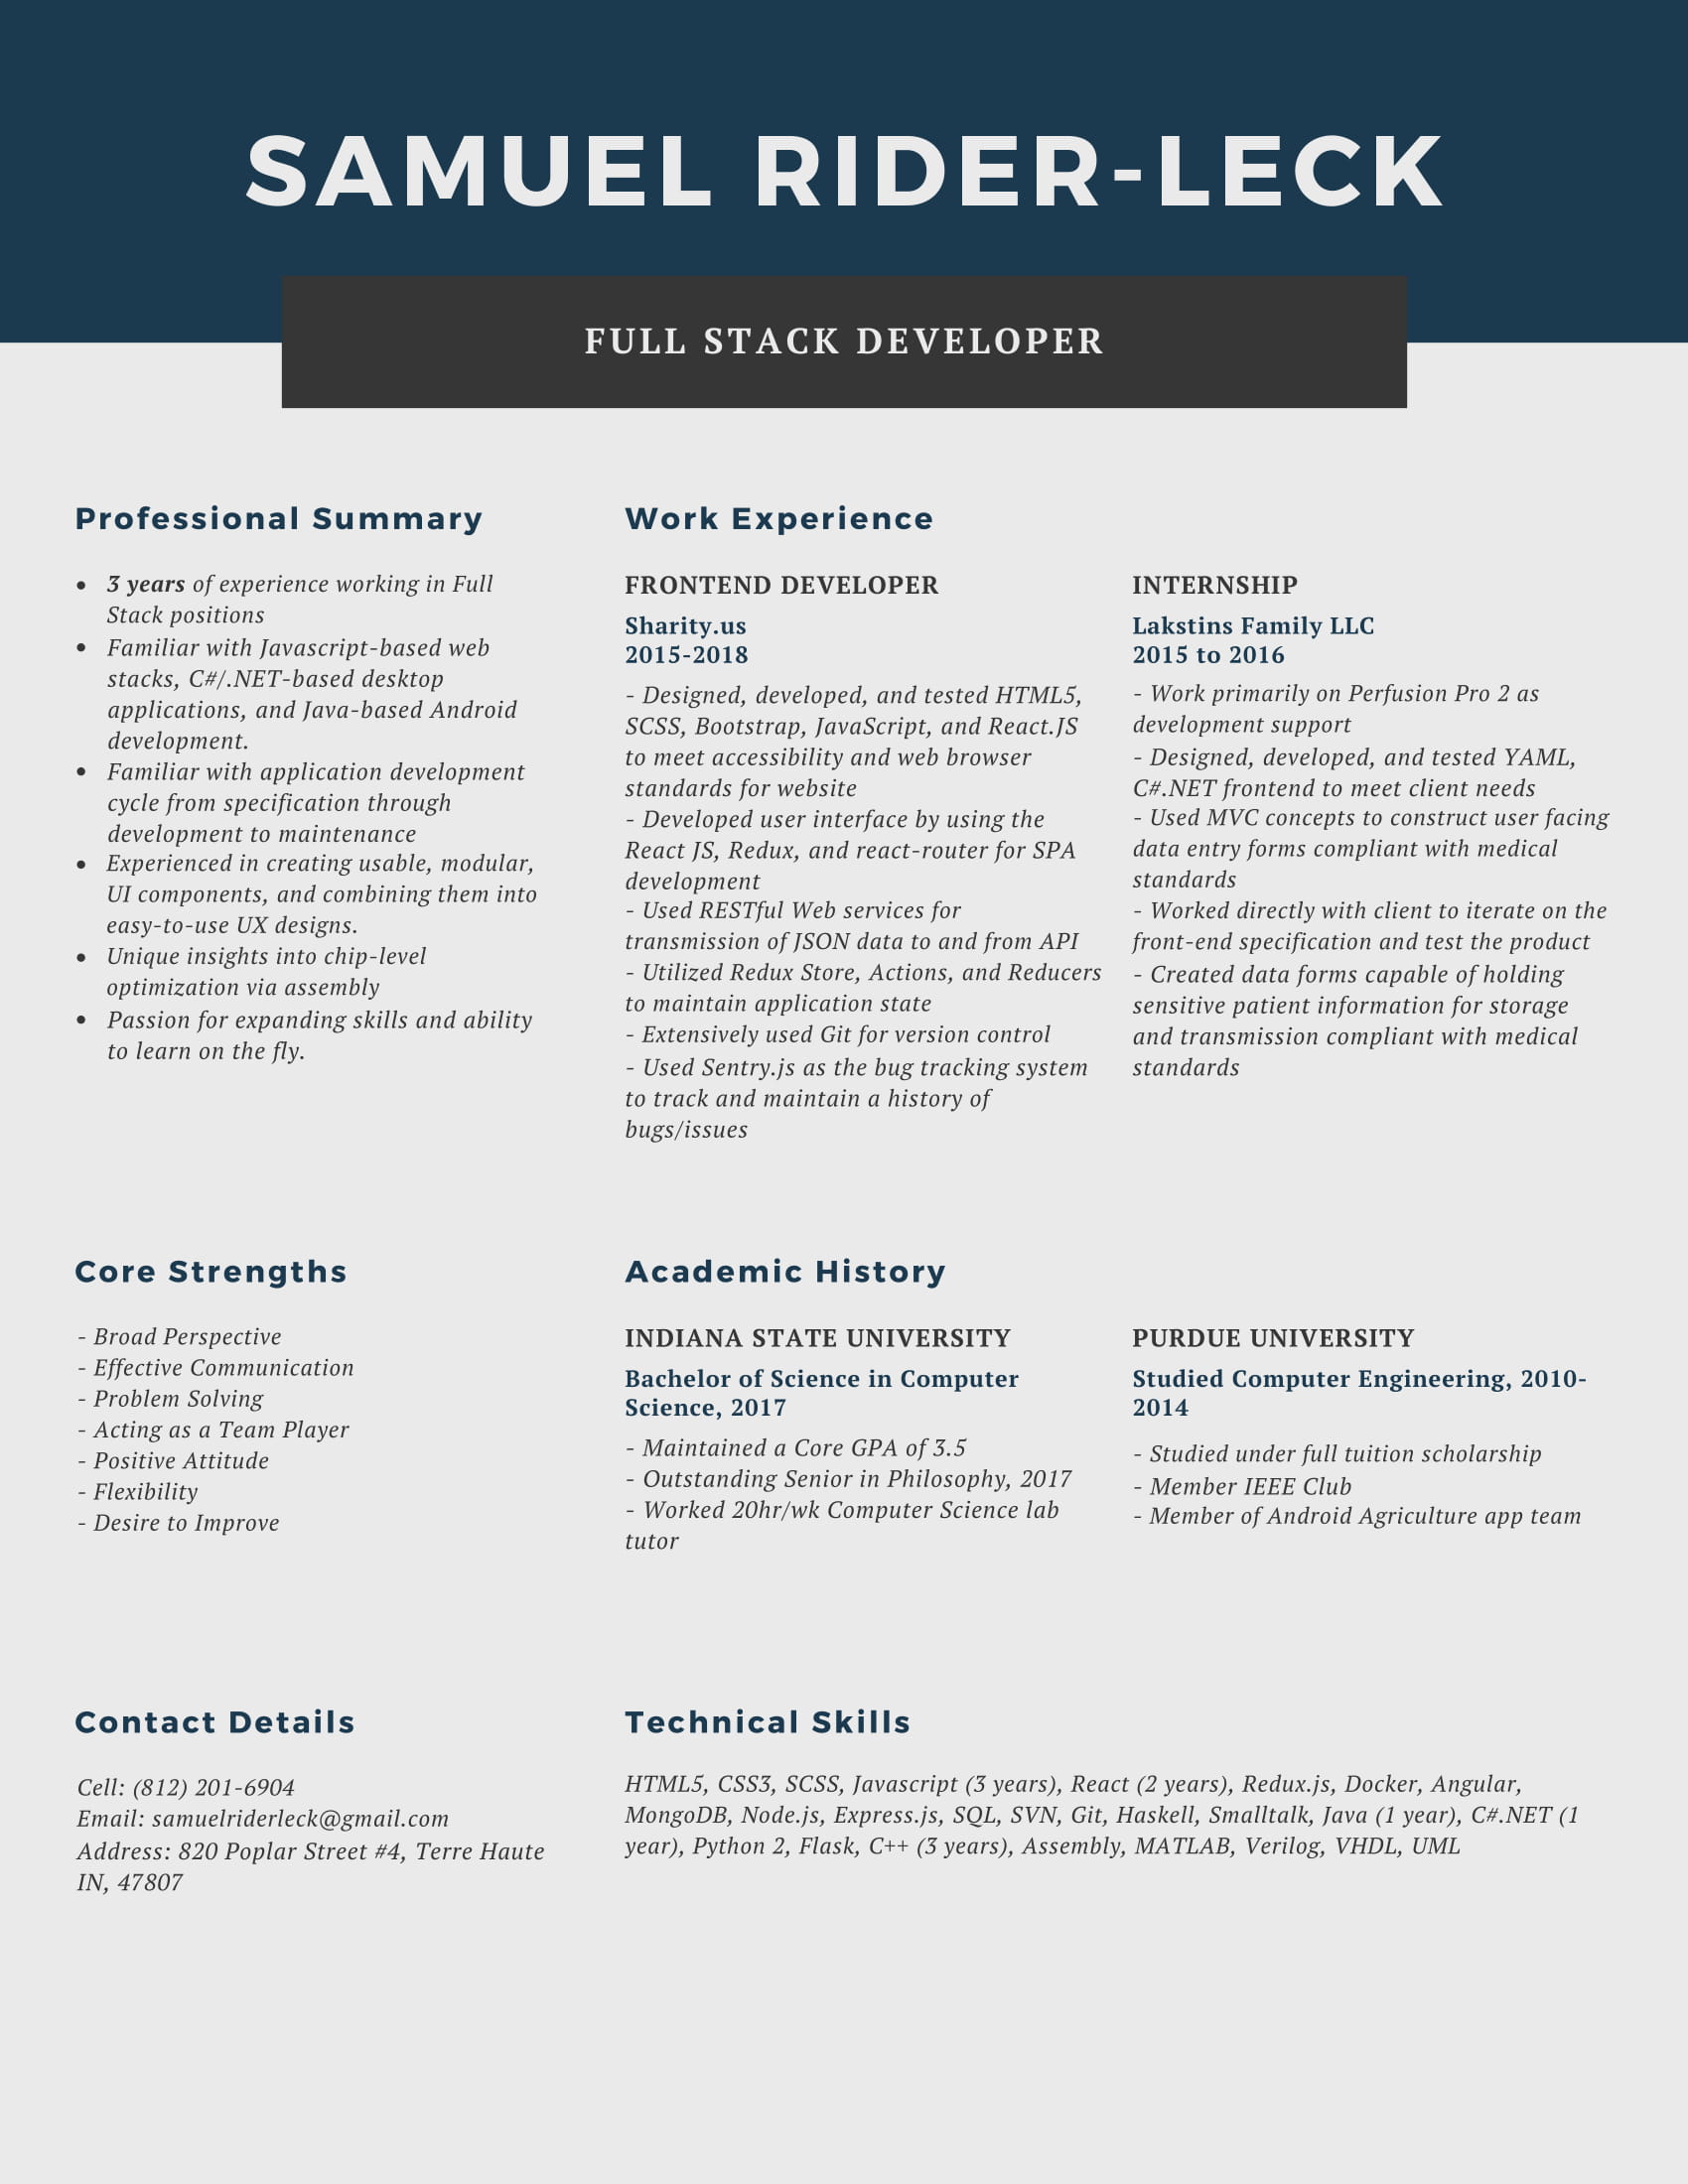 SAMUEL RIDER-LECK
FULL STACK DEVELOPER
Professional Summary
• 3 years of experience working in Full
Stack positions
• Familiar with Javascript-based web
stacks, C#/.NET-based desktop
applications, and Java-based Android
development.
• Familiar with application development
cycle from specification through
development to maintenance
• Experienced in creating usable, modular,
UI components, and combining them into
easy-to-use UX designs.
• Unique insights into chip-level
optimization via assembly
• Passion for expanding skills and ability
to learn on the fly.
Work Experience
FRONTEND DEVELOPER
Sharity.us
2015-2018
- Designed, developed, and tested HTML5,
SCSS, Bootstrap, JavaScript, and React.JS
to meet accessibility and web browser
standards for website
- Developed user interface by using the
React JS, Redux, and react-router for SPA
development
- Used RESTful Web services for
transmission of JSON data to and from API
- Utilized Redux Store, Actions, and Reducers
to maintain application state
- Extensively used Git for version control
- Used Sentry.js as the bug tracking system
to track and maintain a history of
bugs/issues
INTERNSHIP
Lakstins Family LLC
2015 to 2016
- Work primarily on Perfusion Pro 2 as
development support
- Designed, developed, and tested YAML,
C#.NET frontend to meet client needs
- Used MVC concepts to construct user facing
data entry forms compliant with medical
standards
- Worked directly with client to iterate on the
front-end specification and test the product
- Created data forms capable of holding
sensitive patient information for storage
and transmission compliant with medical
standards
Core Strengths
- Broad Perspective
- Effective Communication
- Problem Solving
- Acting as a Team Player
- Positive Attitude
- Flexibility
- Desire to Improve
Academic History
INDIANA STATE UNIVERSITY
Bachelor of Science in Computer
Science, 2017
- Maintained a Core GPA of 3.5
- Outstanding Senior in Philosophy, 2017
- Worked 20hr/wk Computer Science lab
tutor
PURDUE UNIVERSITY
Studied Computer Engineering, 2010-
2014
- Studied under full tuition scholarship
- Member IEEE Club
- Member of Android Agriculture app team
Contact Details
Cell: (812) 201-6904
Email: samuelriderleck@gmail.com
Address: 820 Poplar Street #4, Terre Haute
IN, 47807
Technical Skills
HTML5, CSS3, SCSS, Javascript (3 years), React (2 years), Redux.js, Docker, Angular,
MongoDB, Node.js, Express.js, SQL, SVN, Git, Haskell, Smalltalk, Java (1 year), C#.NET (1
year), Python 2, Flask, C++ (3 years), Assembly, MATLAB, Verilog, VHDL, UML